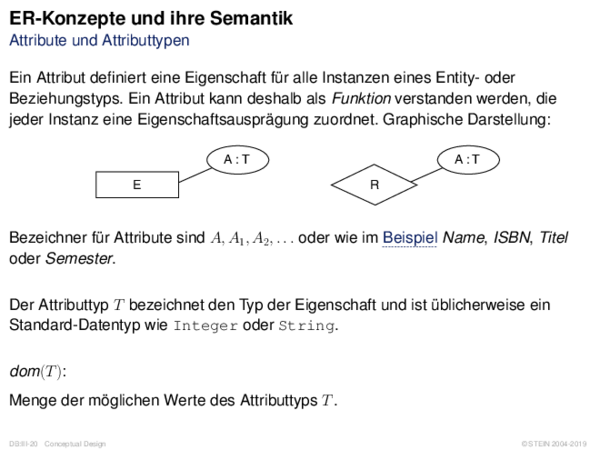 ER-Konzepte und ihre Semantik
Attribute und Attributtypen
Ein Attribut definiert eine Eigenschaft für alle Instanzen eines Entity- oder
Beziehungstyps. Ein Attribut kann deshalb als Funktion verstanden werden, die
jeder Instanz eine Eigenschaftsausprägung zuordnet. Graphische Darstellung:
A : T
E
A : T
R
Bezeichner für Attribute sind A, A₁, A₂, . . . oder wie im Beispiel Name, ISBN, Titel
oder Semester.
Der Attributtyp T bezeichnet den Typ der Eigenschaft und ist üblicherweise ein
Standard-Datentyp wie Integer oder String.
dom(T):
Menge der möglichen Werte des Attributtyps T.
DB:III-20 Conceptual Design
© STEIN 2004-2019